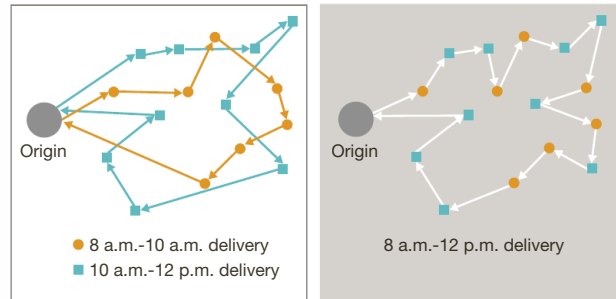 Origin
8 a.m.-10 a.m. delivery
10 a.m.-12 p.m. delivery
Origin
8 a.m.-12 p.m. delivery